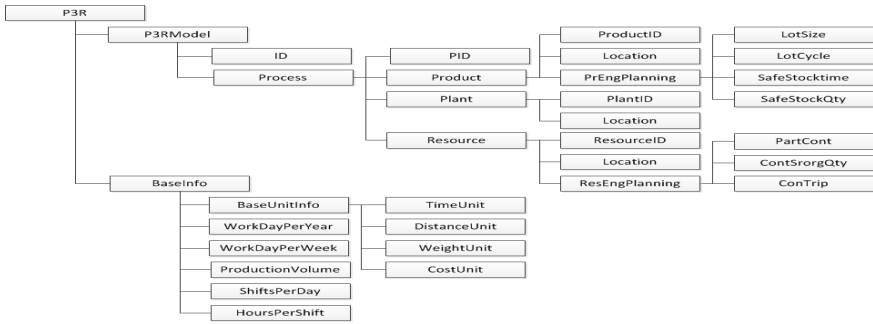 P3R
P3RModel
ID
Process
PID
Product
ProductID
Location
PrEngPlanning
LotSize
LotCycle
SafeStocktime
SafeStockQty
Plant
PlantID
Location
Resource
ResourceID
Location
ResEngPlanning
PartCont
ContSrorgQty
ConTrip
BaseInfo
BaseUnitInfo
TimeUnit
DistanceUnit
WeightUnit
CostUnit
WorkDayPerYear
WorkDayPerWeek
ProductionVolume
ShiftsPerDay
HoursPerShift